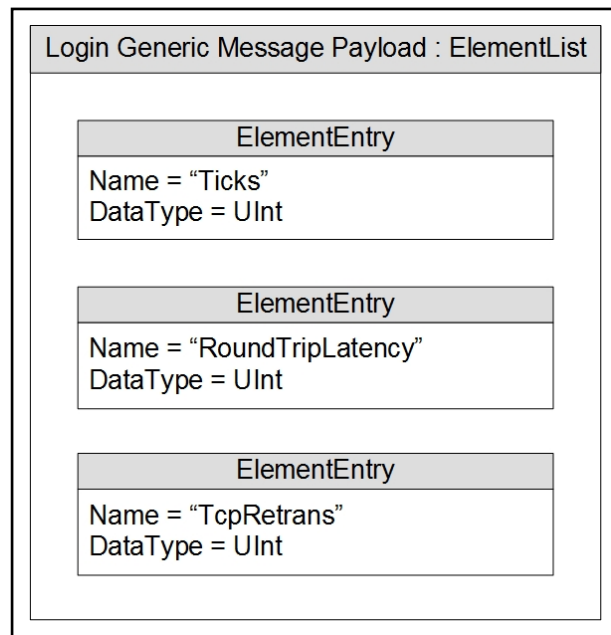 Login Generic Message Payload : ElementList
ElementEntry
Name = “Ticks”
DataType = UInt
ElementEntry
Name = “RoundTripLatency”
DataType = UInt
ElementEntry
Name = “TcpRetrans”
DataType = UInt